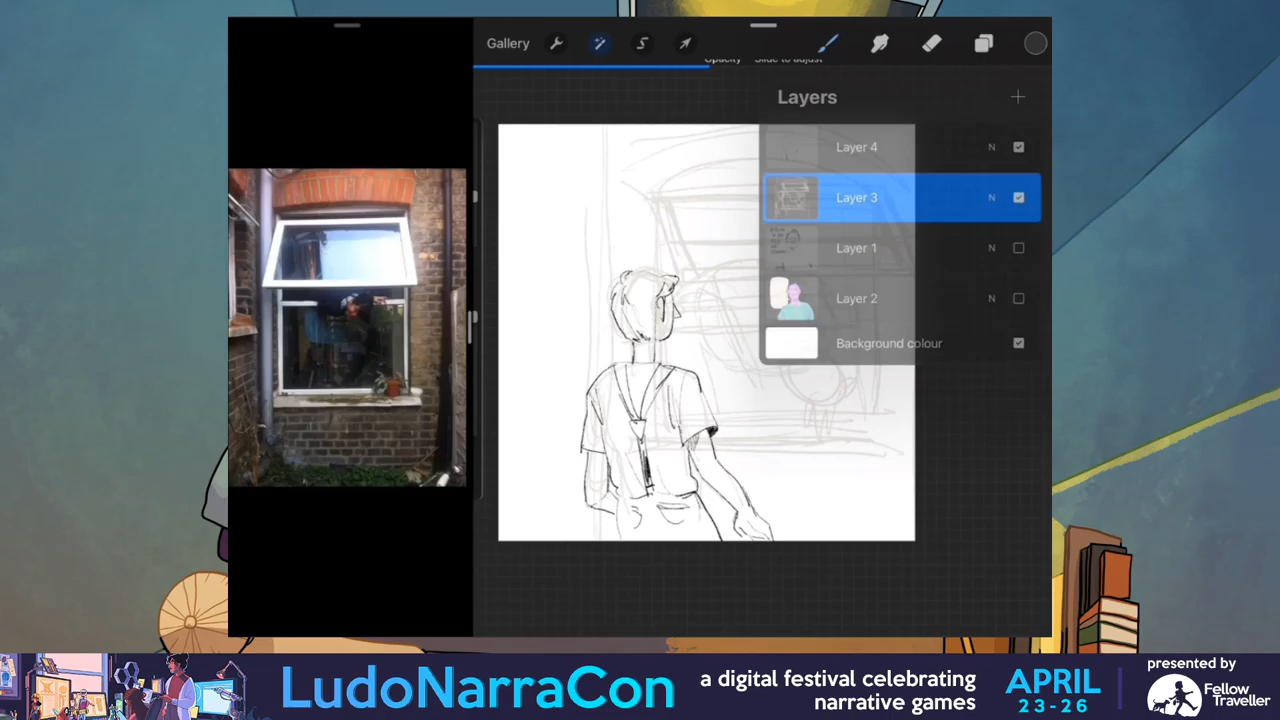 Gallery
Opacity Slide to adjust
Layers
Layer 4 N
Layer 3 N
Layer 1 N
Layer 2 N
Background colour
LudoNarraCon
a digital festival celebrating
narrative games
APRIL
23-26
presented by
Fellow
Traveller